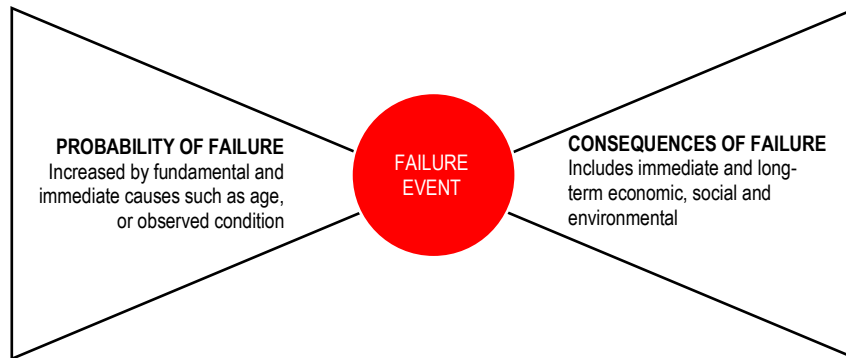 PROBABILITY OF FAILURE
Increased by fundamental and
immediate causes such as age,
or observed condition
FAILURE
EVENT
CONSEQUENCES OF FAILURE
Includes immediate and long-
term economic, social and
environmental